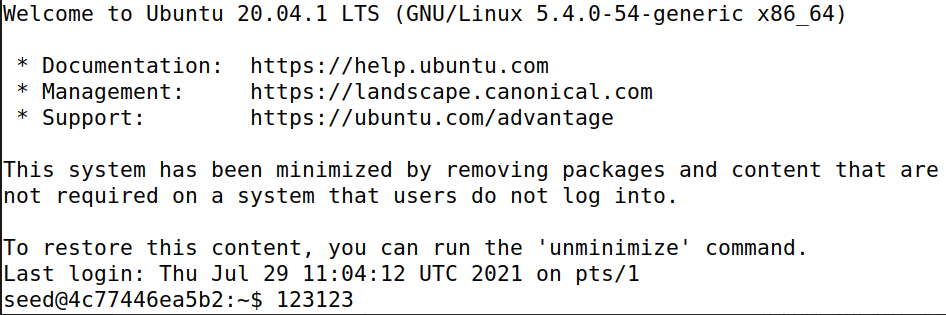 Welcome to Ubuntu 20.04.1 LTS (GNU/Linux 5.4.0-54-generic x86_64)

 * Documentation:  https://help.ubuntu.com
 * Management:     https://landscape.canonical.com
 * Support:        https://ubuntu.com/advantage

This system has been minimized by removing packages and content that are
not required on a system that users do not log into.

To restore this content, you can run the 'unminimize' command.
Last login: Thu Jul 29 11:04:12 UTC 2021 on pts/1
seed@4c77446ea5b2:~$ 123123